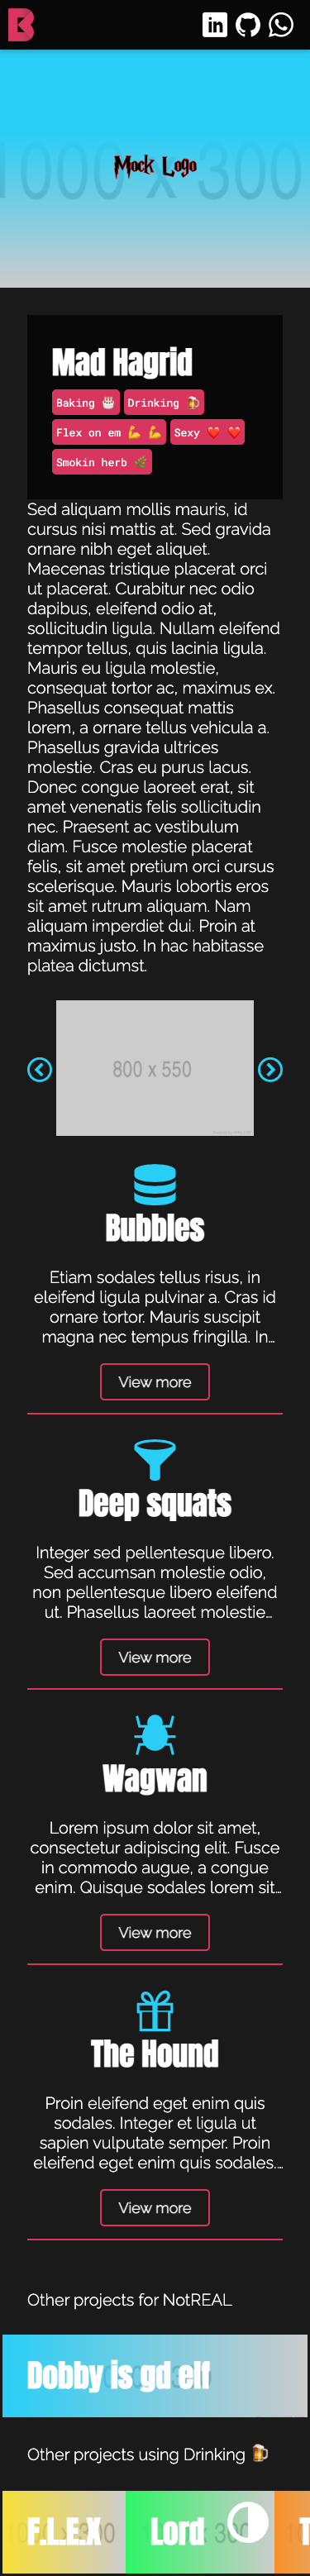 1000 x 300
Mock Logo
Mad Hagrid
Baking 🎂 Drinking 🍻
Flex on em 💪 💪 Sexy ❤️ ❤️
Smokin herb 🌿
Sed aliquam mollis mauris, id
cursus nisi mattis at. Sed gravida
ornare nibh eget aliquet.
Maecenas tristique placerat orci
ut placerat. Curabitur nec odio
dapibus, eleifend odio at,
sollicitudin ligula. Nullam eleifend
tempor tellus, quis lacinia ligula.
Mauris eu ligula molestie,
consequat tortor ac, maximus ex.
Phasellus consequat mattis
lorem, a ornare tellus vehicula a.
Phasellus gravida ultrices
molestie. Cras eu purus lacus.
Donec congue laoreet erat, sit
amet venenatis felis sollicitudin
nec. Praesent ac vestibulum
diam. Fusce molestie placerat
felis, sit amet pretium orci cursus
scelerisque. Mauris lobortis eros
sit amet rutrum aliquam. Nam
aliquam imperdiet dui. Proin at
maximus justo. In hac habitasse
platea dictumst.
800 x 550
Bubbles
Etiam sodales tellus risus, in
eleifend ligula pulvinar a. Cras id
ornare tortor. Mauris suscipit
magna nec tempus fringilla. In...
View more
Deep squats
Integer sed pellentesque libero.
Sed accumsan molestie odio,
non pellentesque libero eleifend
ut. Phasellus laoreet molestie...
View more
Wagwan
Lorem ipsum dolor sit amet,
consectetur adipiscing elit. Fusce
in commodo augue, a congue
enim. Quisque sodales lorem sit...
View more
The Hound
Proin eleifend eget enim quis
sodales. Integer et ligula ut
sapien vulputate semper. Proin
eleifend eget enim quis sodales....
View more
Other projects for NotREAL
Dobby is gd elf
Other projects using Drinking 🍻
F.L.E.X Lord T